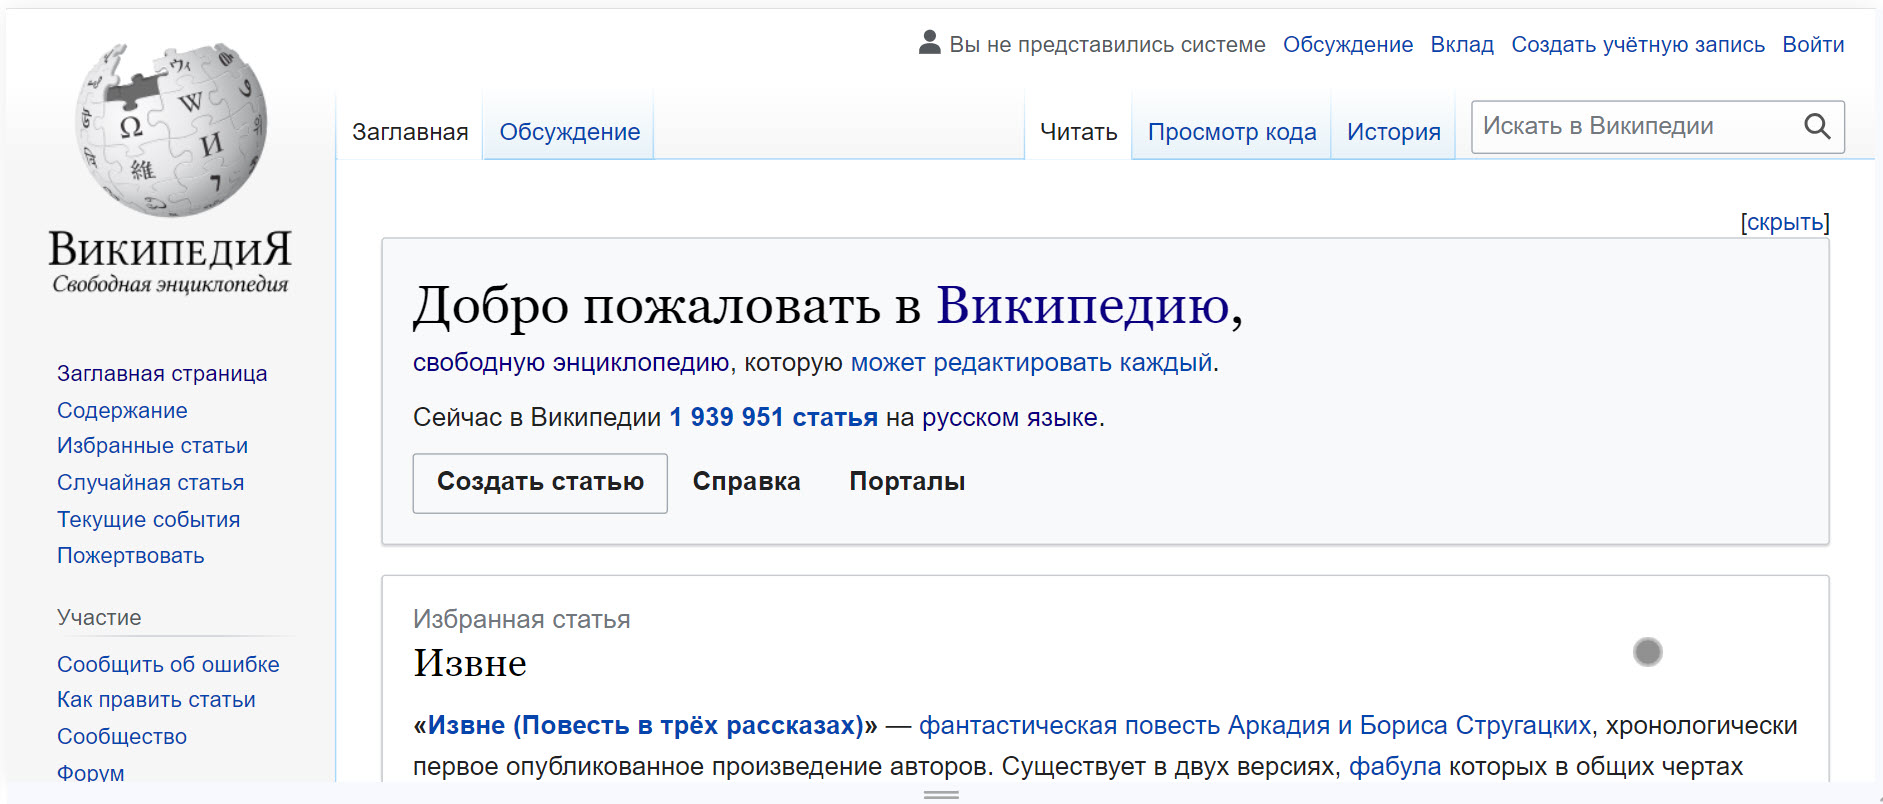 Вы не представились системе Обсуждение Вклад Создать учётную запись Войти
Заглавная Обсуждение Читать Просмотр кода История Искать в Википедии
W
Ω
И
維
ВикипедиЯ
Свободная энциклопедия
Заглавная страница
Содержание
Избранные статьи
Случайная статья
Текущие события
Пожертвовать
Участие
Сообщить об ошибке
Как править статьи
Сообщество
Форум
[скрыть]
Добро пожаловать в Википедию,
свободную энциклопедию, которую может редактировать каждый.
Сейчас в Википедии 1 939 951 статья на русском языке.
Создать статью Справка Порталы
Избранная статья
Извне
«Извне (Повесть в трёх рассказах)» — фантастическая повесть Аркадия и Бориса Стругацких, хронологически
первое опубликованное произведение авторов. Существует в двух версиях, фабула которых в общих чертах